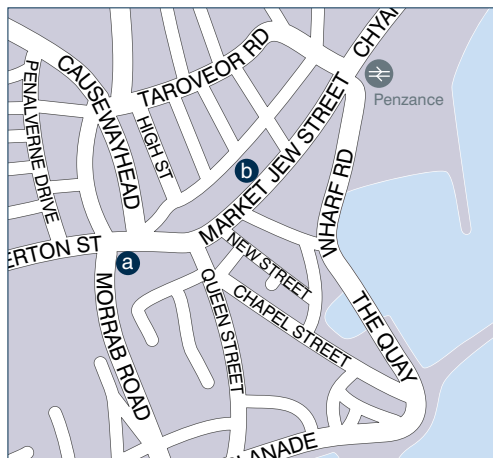 CHYAN
CAUSEWAYHEAD
TAROVEOR RD
PENALVERNE DRIVE
HIGH ST
Penzance
b
MARKET JEW STREET
WHARF RD
ERTON ST
a
NEW STREET
MORRAB ROAD
QUEEN STREET
CHAPEL STREET
THE QUAY
LANADE